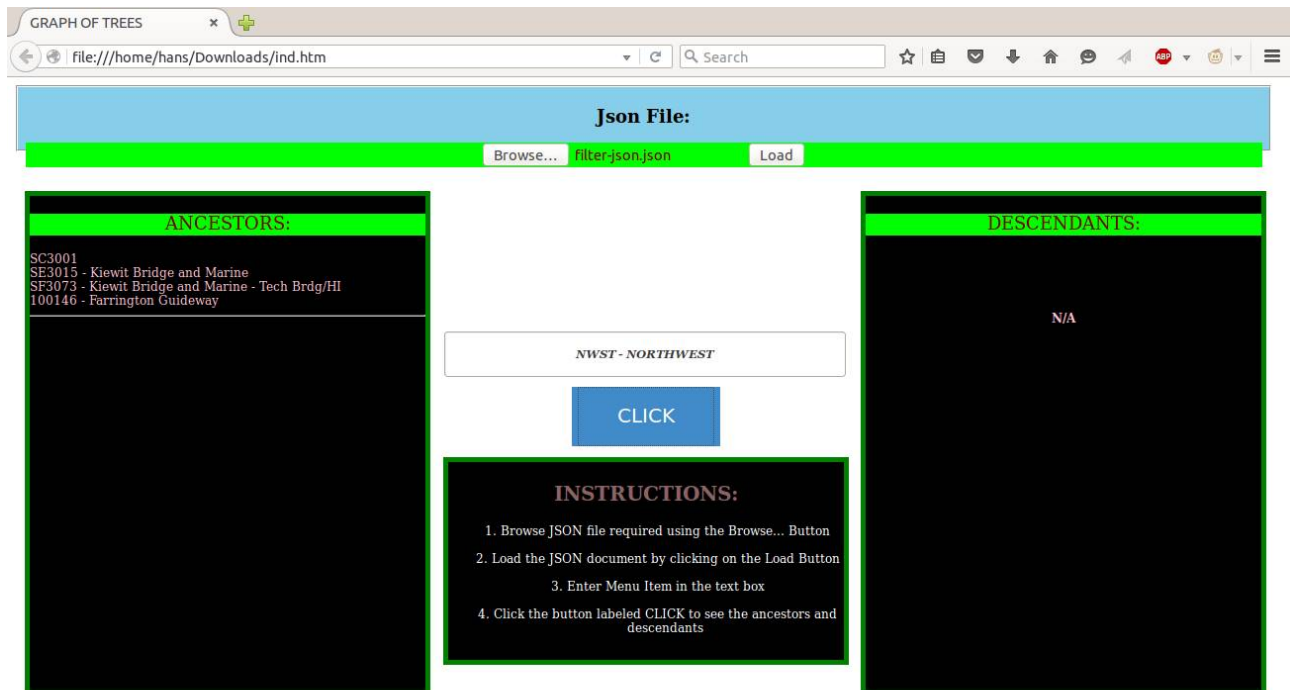 GRAPH OF TREES
file:///home/hans/Downloads/ind.htm
Search
ABP
Json File:
Browse... filter-json.json Load
ANCESTORS:
SC3001
SE3015 - Kiewit Bridge and Marine
SF3073 - Kiewit Bridge and Marine - Tech Brdg/HI
100146 - Farrington Guideway
NWST - NORTHWEST
CLICK
INSTRUCTIONS:
1. Browse JSON file required using the Browse... Button
2. Load the JSON document by clicking on the Load Button
3. Enter Menu Item in the text box
4. Click the button labeled CLICK to see the ancestors and
descendants
DESCENDANTS:
N/A